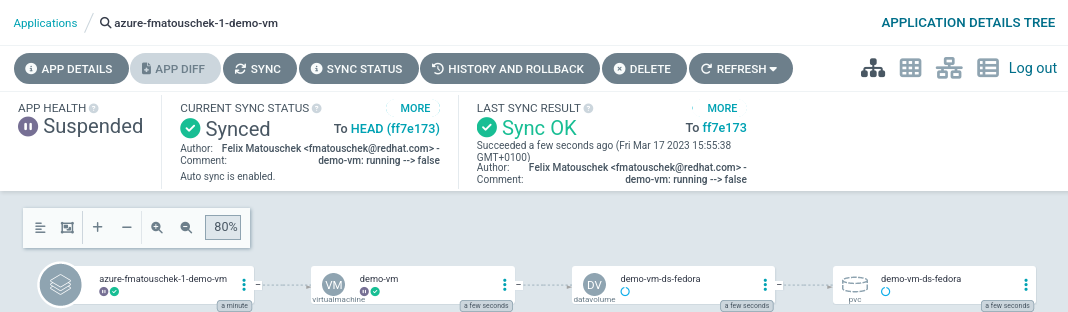 Applications / azure-fmatouschek-1-demo-vm
APPLICATION DETAILS TREE
APP DETAILS APP DIFF SYNC SYNC STATUS HISTORY AND ROLLBACK DELETE REFRESH Log out
APP HEALTH
Suspended
CURRENT SYNC STATUS MORE
Synced To HEAD (ff7e173)
Author: Felix Matouschek <fmatouschek@redhat.com> -
Comment: demo-vm: running --> false
Auto sync is enabled.
LAST SYNC RESULT MORE
Sync OK To ff7e173
Succeeded a few seconds ago (Fri Mar 17 2023 15:55:38
GMT+0100)
Author: Felix Matouschek <fmatouschek@redhat.com> -
Comment: demo-vm: running --> false
80%
azure-fmatouschek-1-demo-vm
a minute
VM
virtualmachine
demo-vm
a few seconds
DV
datavolume
demo-vm-ds-fedora
a few seconds
pvc
demo-vm-ds-fedora
a few seconds